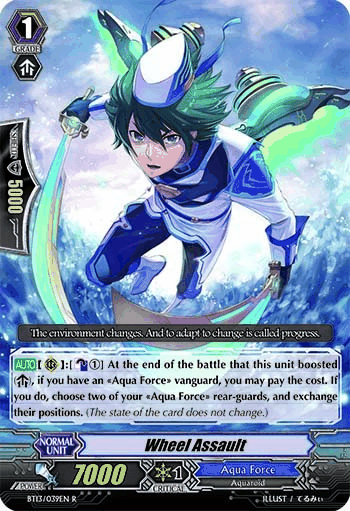 1
GRADE
SHIELD
5000
The environment changes. And to adapt to change is called progress.
AUTO [ ]:[ ①] At the end of the battle that this unit boosted
( ), if you have an «Aqua Force» vanguard, you may pay the cost. If
you do, choose two of your «Aqua Force» rear-guards, and exchange
their positions. (The state of the card does not change.)
NORMAL UNIT
Wheel Assault
POWER 7000
1 CRITICAL
Aqua Force
Aquaroid
BT13/039EN R
ILLUST / てるみぃ